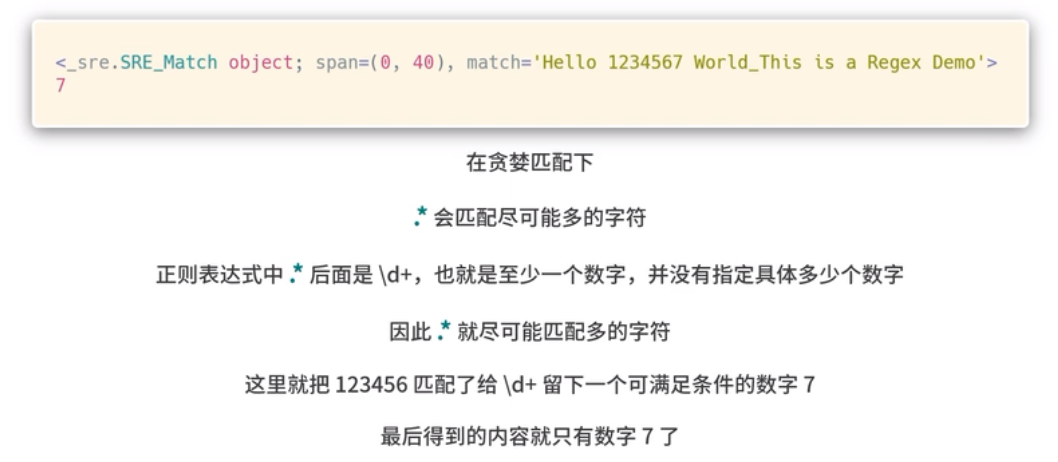 <_sre.SRE_Match object; span=(0, 40), match='Hello 1234567 World_This is a Regex Demo'>
7
在贪婪匹配下
.* 会匹配尽可能多的字符
正则表达式中 .* 后面是 \d+，也就是至少一个数字，并没有指定具体多少个数字
因此 .* 就尽可能匹配多的字符
这里就把 123456 匹配了给 \d+ 留下一个可满足条件的数字 7
最后得到的内容就只有数字 7 了